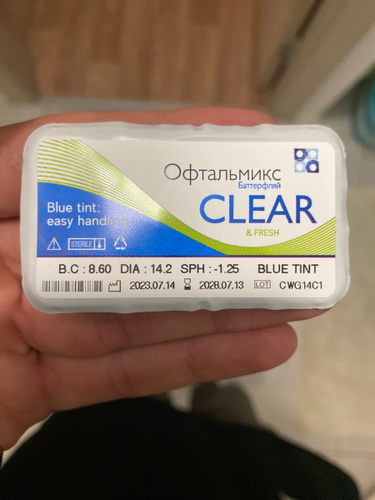 Офтальмикс
Баттерфляй
CLEAR
& FRESH
Blue tint:
easy handling
STERILE
B.C : 8.60 DIA : 14.2 SPH : -1.25 BLUE TINT
2023.07.14 2028.07.13 LOT CWG14C1